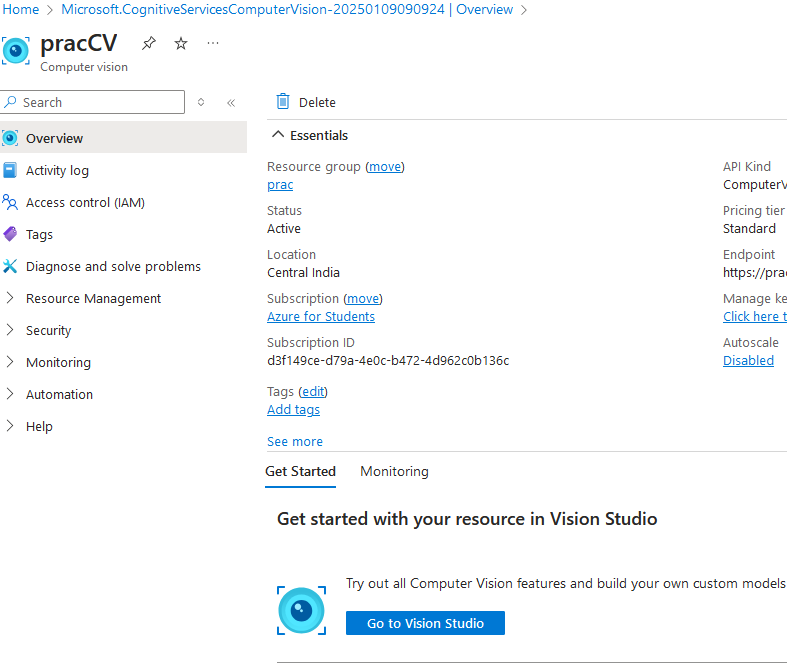 Home > Microsoft.CognitiveServicesComputerVision-20250109090924 | Overview >
pracCV
Computer vision
Search
Overview
Activity log
Access control (IAM)
Tags
Diagnose and solve problems
Resource Management
Security
Monitoring
Automation
Help
Delete
Essentials
Resource group (move)
prac
Status
Active
Location
Central India
Subscription (move)
Azure for Students
Subscription ID
d3f149ce-d79a-4e0c-b472-4d962c0b136c
Tags (edit)
Add tags
See more
API Kind
ComputerV
Pricing tier
Standard
Endpoint
https://prac
Manage ke
Click here t
Autoscale
Disabled
Get Started Monitoring
Get started with your resource in Vision Studio
Try out all Computer Vision features and build your own custom models
Go to Vision Studio